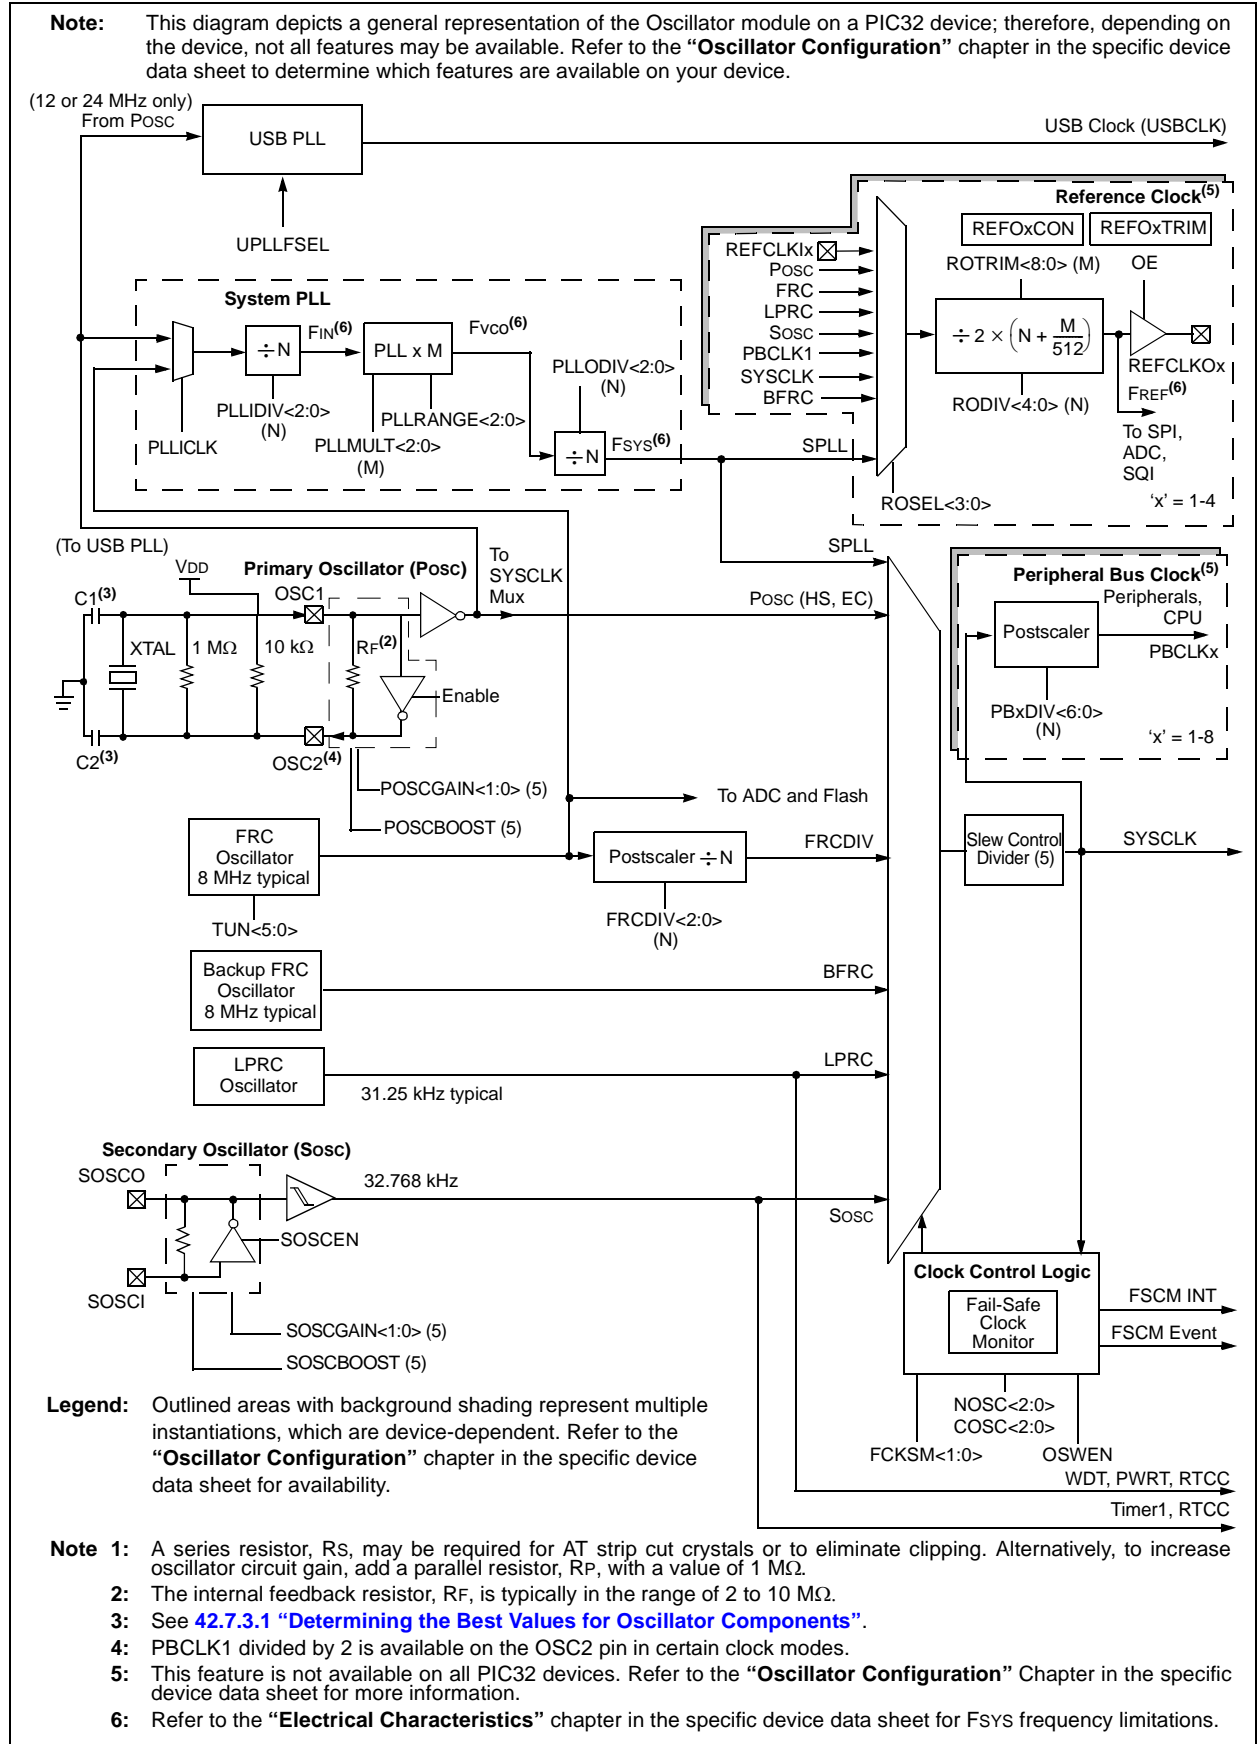 Note: This diagram depicts a general representation of the Oscillator module on a PIC32 device; therefore, depending on
the device, not all features may be available. Refer to the “Oscillator Configuration” chapter in the specific device
data sheet to determine which features are available on your device.
(12 or 24 MHz only)
From POSC
USB PLL
USB Clock (USBCLK)
UPLLFSEL
Reference Clock(5)
REFOxCON
REFOxTRIM
REFCLKIx
POSC
FRC
LPRC
SOSC
PBCLK1
SYSCLK
BFRC
SPLL
ROTRIM<8:0> (M)
OE
÷ 2 × (N + M/512)
REFCLKOx
RODIV<4:0> (N)
FREF(6)
To SPI,
ADC,
SQI
ROSEL<3:0>
‘x’ = 1-4
System PLL
FIN(6)
FVCO(6)
÷ N
PLL x M
PLLODIV<2:0>
(N)
PLLIDIV<2:0>
(N)
PLLRANGE<2:0>
PLLMULT<2:0>
(M)
PLLICLK
÷ N
FSYS(6)
(To USB PLL)
SPLL
VDD
Primary Oscillator (POSC)
To
SYSCLK
Mux
C1(3)
OSC1
POSC (HS, EC)
XTAL
1 MΩ
10 kΩ
RF(2)
Enable
C2(3)
OSC2(4)
POSCGAIN<1:0> (5)
POSCBOOST (5)
Peripheral Bus Clock(5)
Peripherals,
CPU
Postscaler
PBCLKx
PBxDIV<6:0>
(N)
‘x’ = 1-8
To ADC and Flash
FRC
Oscillator
8 MHz typical
TUN<5:0>
Postscaler ÷ N
FRCDIV
FRCDIV<2:0>
(N)
Slew Control
Divider (5)
SYSCLK
Backup FRC
Oscillator
8 MHz typical
BFRC
LPRC
Oscillator
31.25 kHz typical
LPRC
Secondary Oscillator (SOSC)
SOSCO
32.768 kHz
SOSC
SOSCEN
SOSCI
SOSCGAIN<1:0> (5)
SOSCBOOST (5)
Clock Control Logic
Fail-Safe
Clock
Monitor
FSCM INT
FSCM Event
NOSC<2:0>
COSC<2:0>
FCKSM<1:0>
OSWEN
WDT, PWRT, RTCC
Timer1, RTCC
Legend: Outlined areas with background shading represent multiple
instantiations, which are device-dependent. Refer to the
“Oscillator Configuration” chapter in the specific device
data sheet for availability.
Note 1: A series resistor, RS, may be required for AT strip cut crystals or to eliminate clipping. Alternatively, to increase
oscillator circuit gain, add a parallel resistor, RP, with a value of 1 MΩ.
2: The internal feedback resistor, RF, is typically in the range of 2 to 10 MΩ.
3: See 42.7.3.1 “Determining the Best Values for Oscillator Components”.
4: PBCLK1 divided by 2 is available on the OSC2 pin in certain clock modes.
5: This feature is not available on all PIC32 devices. Refer to the “Oscillator Configuration” Chapter in the specific
device data sheet for more information.
6: Refer to the “Electrical Characteristics” chapter in the specific device data sheet for FSYS frequency limitations.